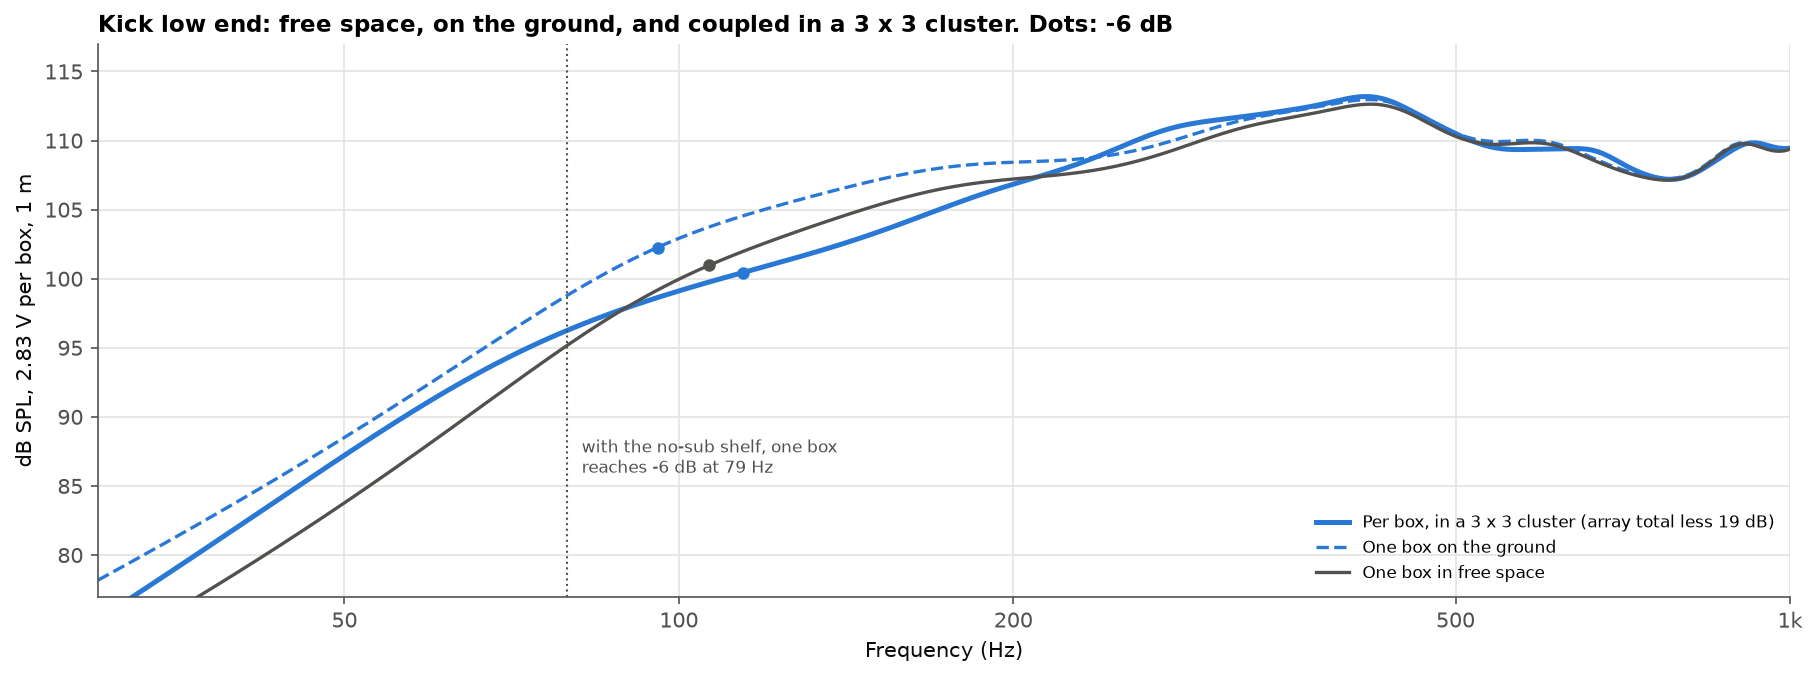 Kick low end: free space, on the ground, and coupled in a 3 x 3 cluster. Dots: -6 dB
115
110
105
100
95
90
85
80
dB SPL, 2.83 V per box, 1 m
with the no-sub shelf, one box
reaches -6 dB at 79 Hz
Per box, in a 3 x 3 cluster (array total less 19 dB)
One box on the ground
One box in free space
50
100
200
500
1k
Frequency (Hz)